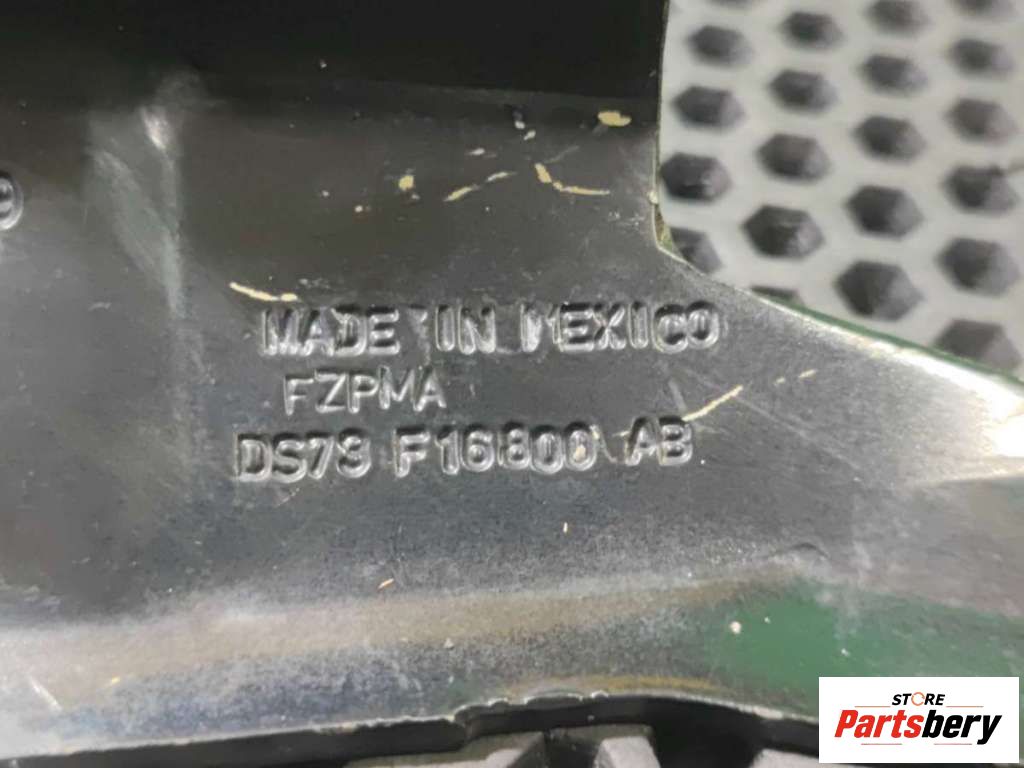 MADE IN MEXICO
FZPMA
DS73 F16800 AB
STORE
Partsbery